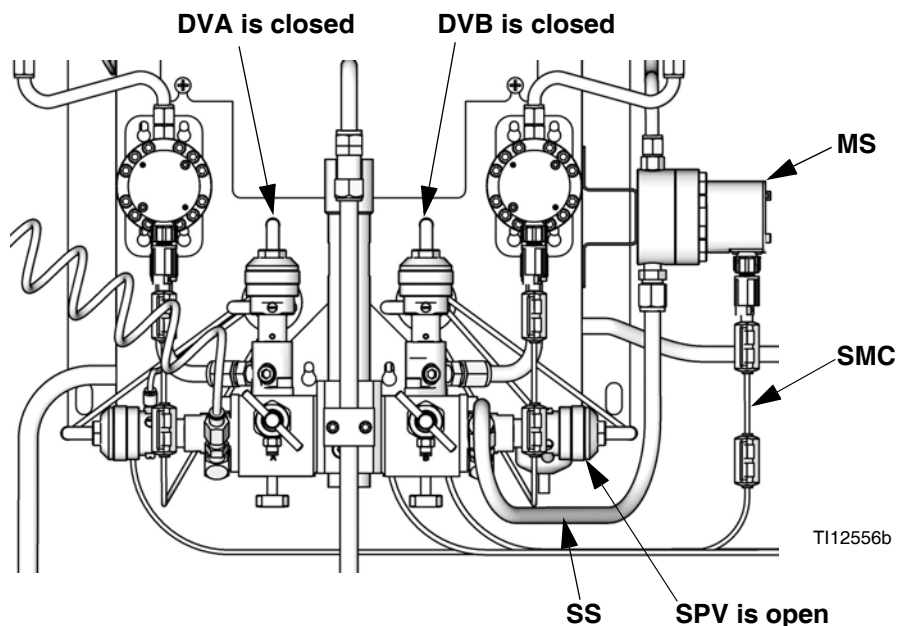 DVA is closed
DVB is closed
MS
SMC
TI12556b
SS
SPV is open